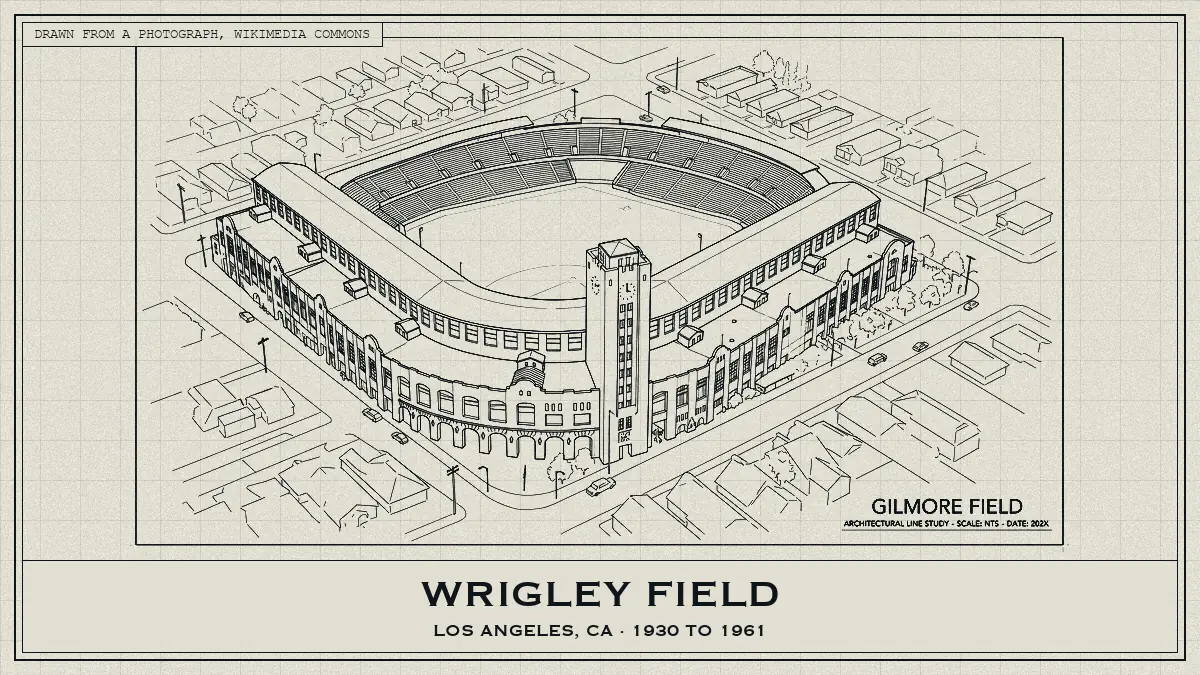 DRAWN FROM A PHOTOGRAPH, WIKIMEDIA COMMONS
GILMORE FIELD
ARCHITECTURAL LINE STUDY - SCALE: NTS - DATE: 202X
WRIGLEY FIELD
LOS ANGELES, CA · 1930 TO 1961